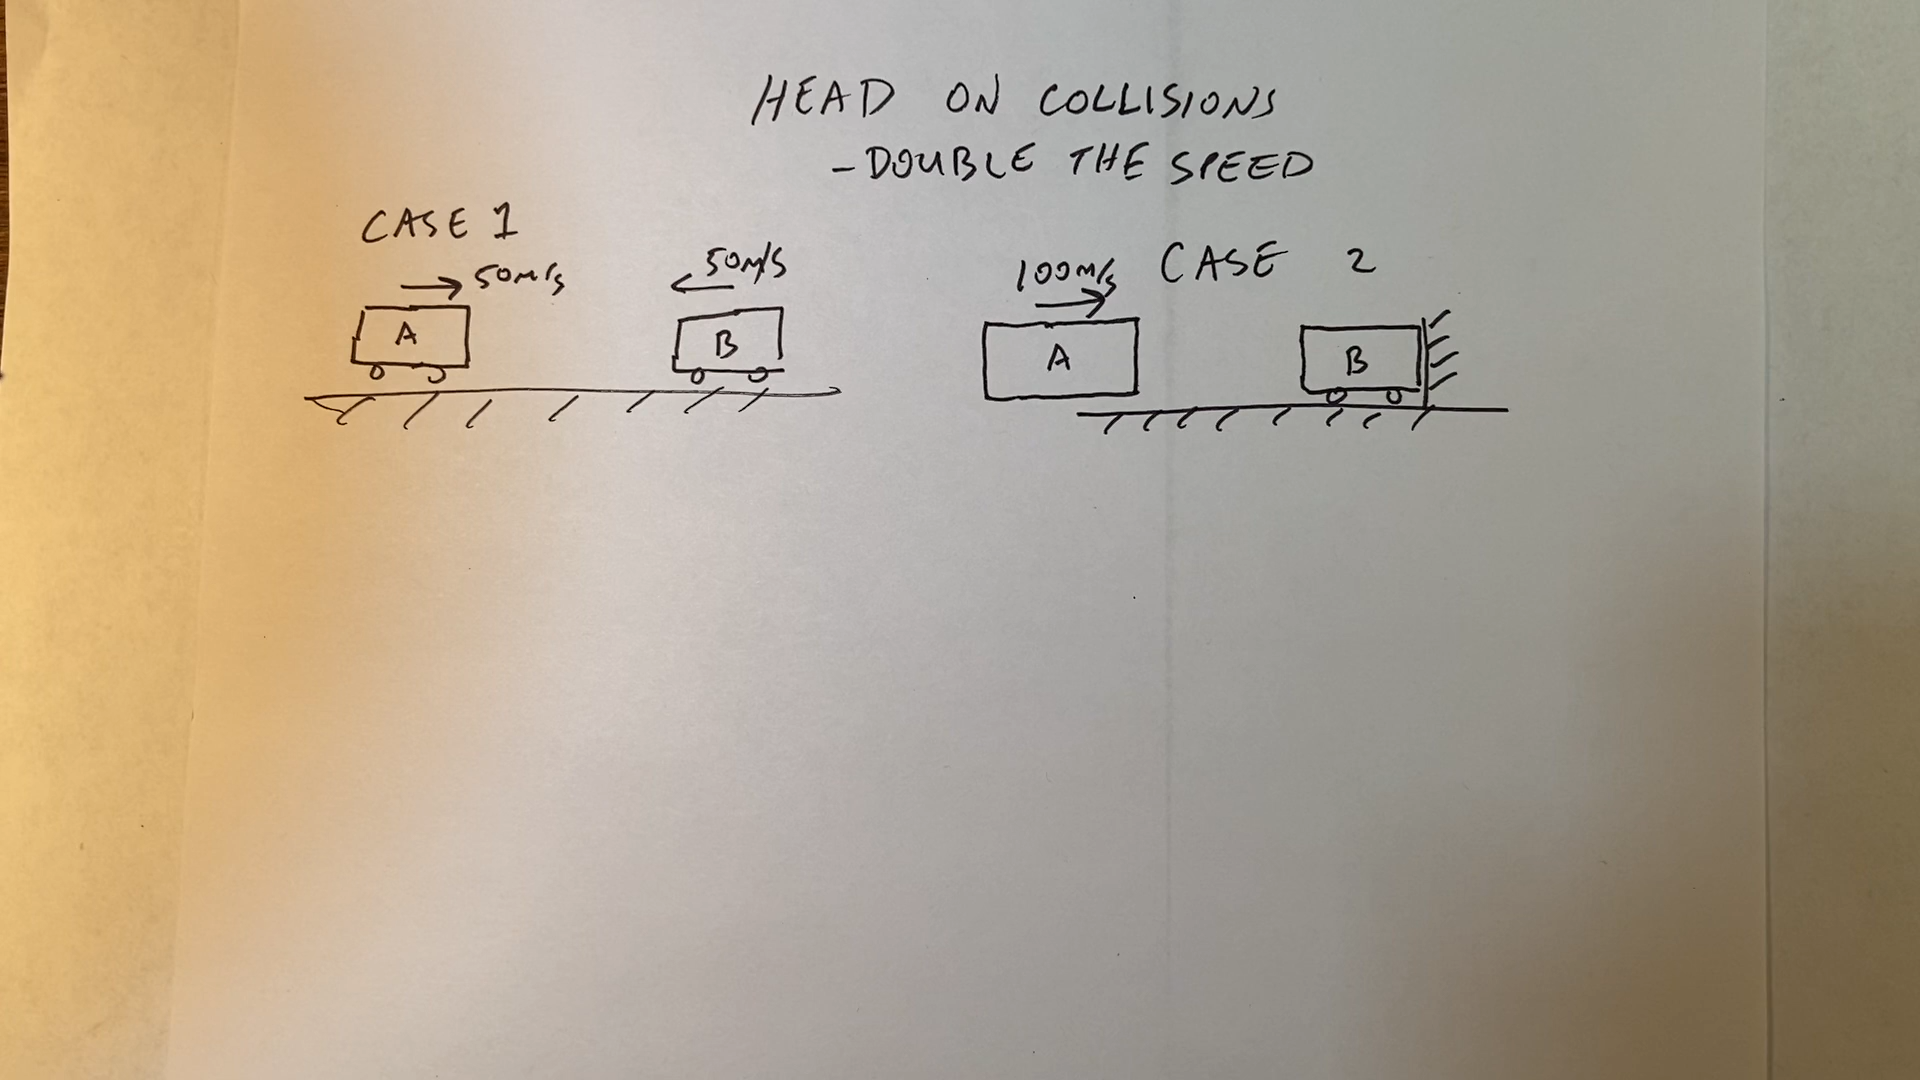 HEAD ON COLLISIONS
- DOUBLE THE SPEED
CASE 1
50m/s
50m/s
A
B
CASE 2
100m/s
A
B